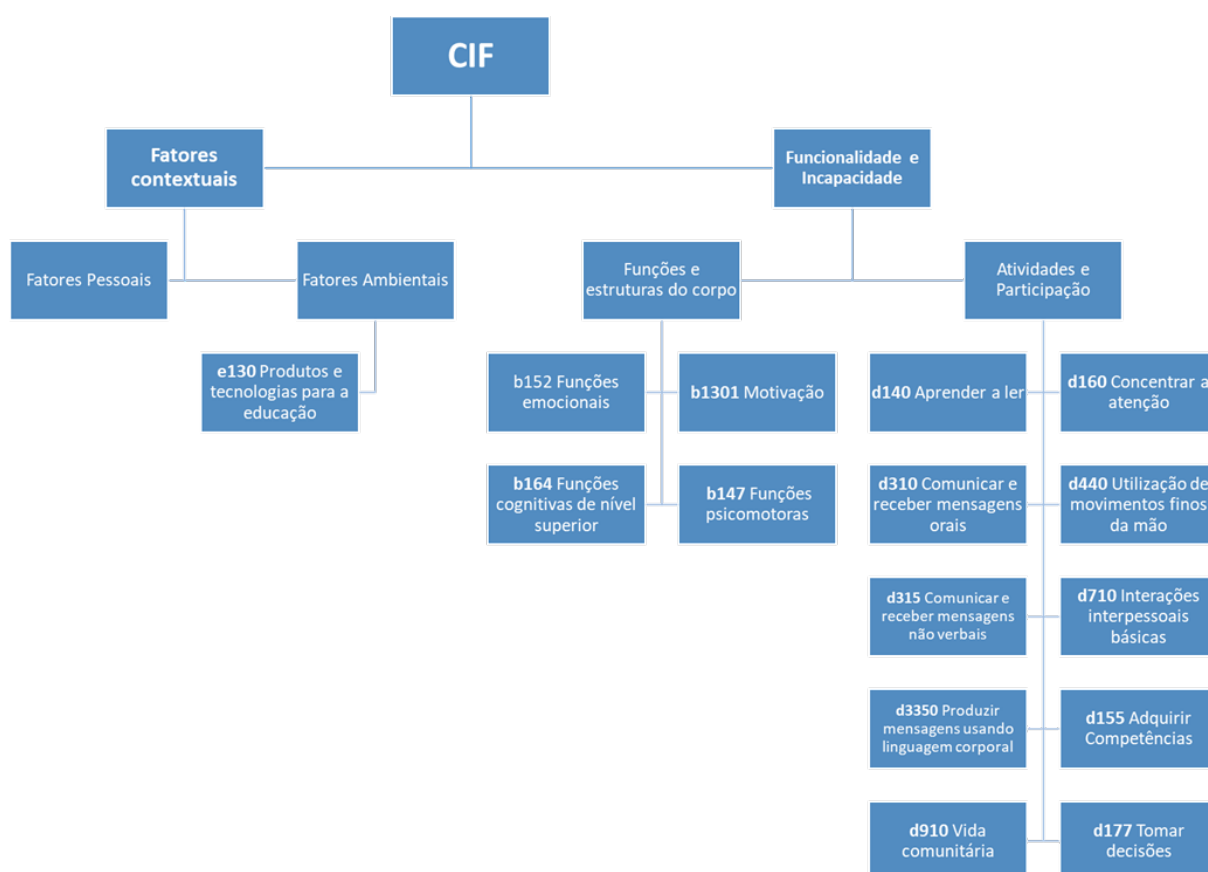 CIF
Fatores
contextuais
Funcionalidade e
Incapacidade
Fatores Pessoais
Fatores Ambientais
Funções e
estruturas do corpo
Atividades e
Participação
e130 Produtos e
tecnologias para a
educação
b152 Funções
emocionais
b1301 Motivação
d140 Aprender a ler
d160 Concentrar a
atenção
b164 Funções
cognitivas de nível
superior
b147 Funções
psicomotoras
d310 Comunicar e
receber mensagens
orais
d440 Utilização de
movimentos finos
da mão
d315 Comunicar e
receber mensagens
não verbais
d710 Interações
interpessoais
básicas
d3350 Produzir
mensagens usando
linguagem corporal
d155 Adquirir
Competências
d910 Vida
comunitária
d177 Tomar
decisões